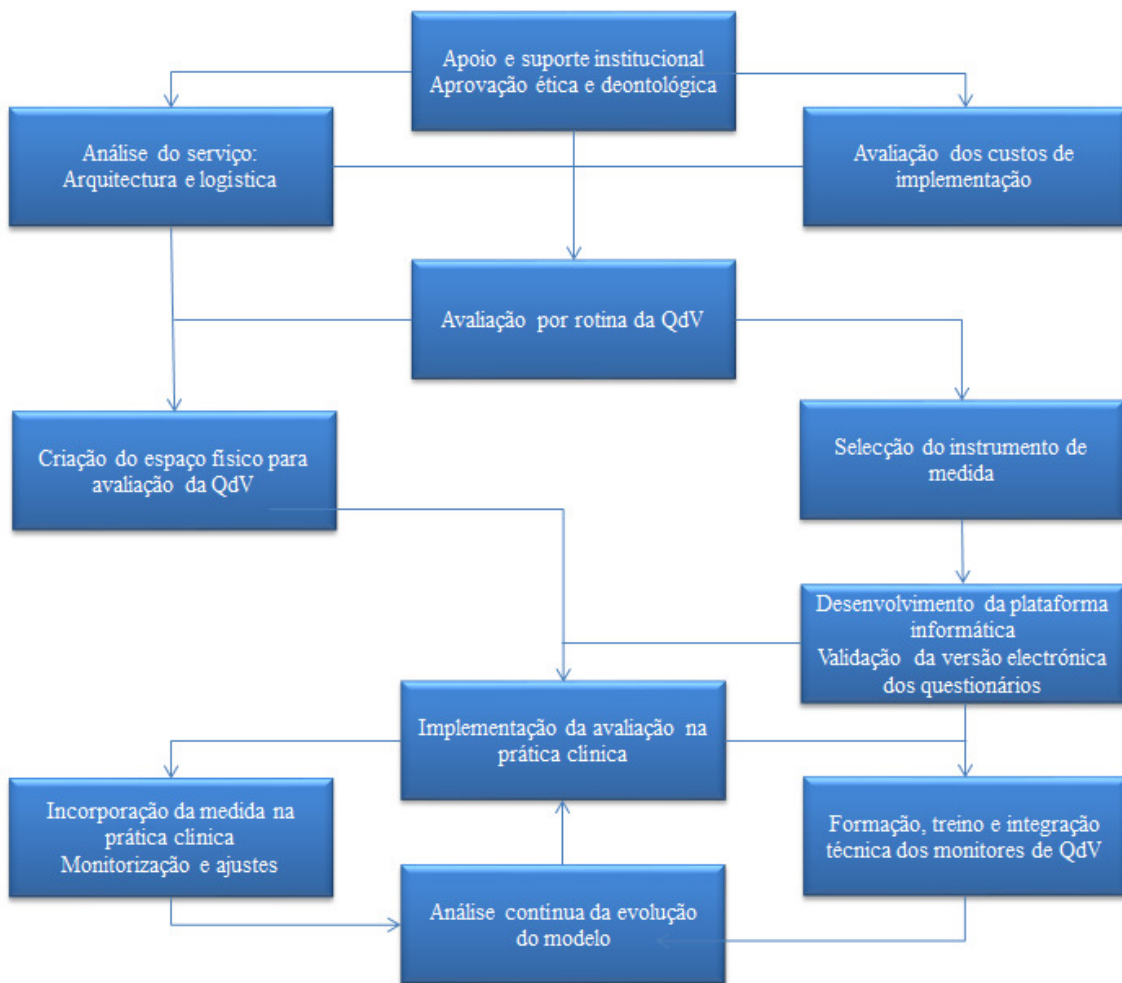 Apoio e suporte institucional
Aprovação ética e deontológica
Análise do serviço:
Arquitectura e logística
Avaliação dos custos de
implementação
Avaliação por rotina da QdV
Criação do espaço físico para
avaliação da QdV
Selecção do instrumento de
medida
Desenvolvimento da plataforma
informática
Validação da versão electrónica
dos questionários
Implementação da avaliação na
prática clínica
Incorporação da medida na
prática clínica
Monitorização e ajustes
Formação, treino e integração
técnica dos monitores de QdV
Análise contínua da evolução
do modelo